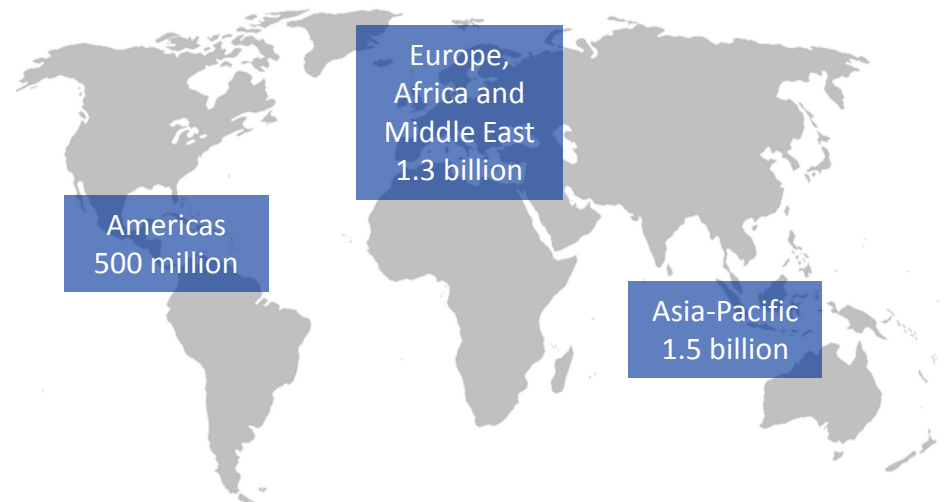 Europe,
Africa and
Middle East
1.3 billion
Americas
500 million
Asia-Pacific
1.5 billion